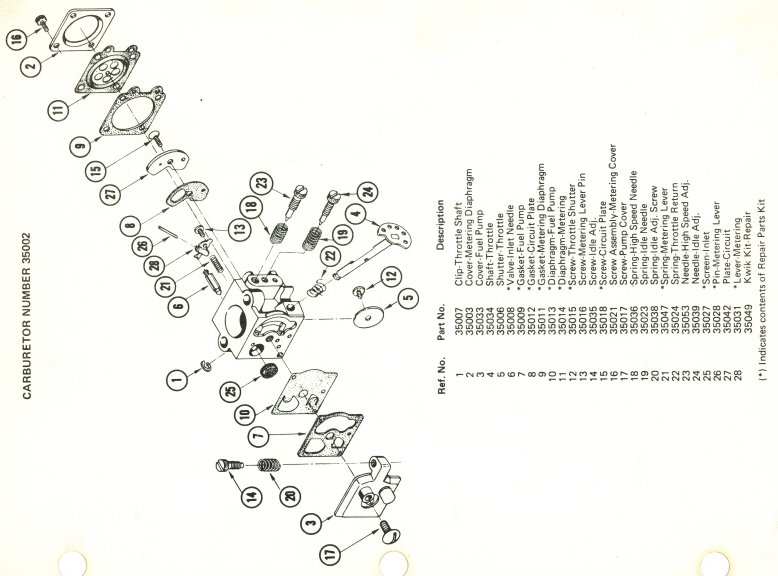 CARBURETOR NUMBER 35002
16
2
11
9
15
27
8
26
28
21
6
13
18
23
24
19
4
22
12
5
1
25
10
7
14
20
3
17
Ref. No. Part No. Description
1 35007 Clip-Throttle Shaft
2 35003 Cover-Metering Diaphragm
3 35033 Cover-Fuel Pump
4 35034 Shaft-Throttle
5 35006 Shutter-Throttle
6 35008 *Valve-Inlet Needle
7 35009 *Gasket-Fuel Pump
8 35012 *Gasket-Circuit Plate
9 35011 *Gasket-Metering Diaphragm
10 35013 *Diaphragm-Fuel Pump
11 35014 *Diaphragm-Metering
12 35015 *Screw-Throttle Shutter
13 35016 Screw-Metering Lever Pin
14 35035 Screw-Idle Adj.
15 35018 *Screw-Circuit Plate
16 35021 Screw Assembly-Metering Cover
17 35017 Screw-Pump Cover
18 35036 Spring-High Speed Needle
19 35023 Spring-Idle Needle
20 35038 Spring-Idle Adj. Screw
21 35047 *Spring-Metering Lever
22 35024 Spring-Throttle Return
23 35053 Needle-High Speed Adj.
24 35039 Needle-Idle Adj.
25 35027 *Screen-Inlet
26 35026 *Pin-Metering Lever
27 35042 Plate-Circuit
28 35031 *Lever-Metering
35049 Kwik Kit-Repair
(*) Indicates contents of Repair Parts Kit